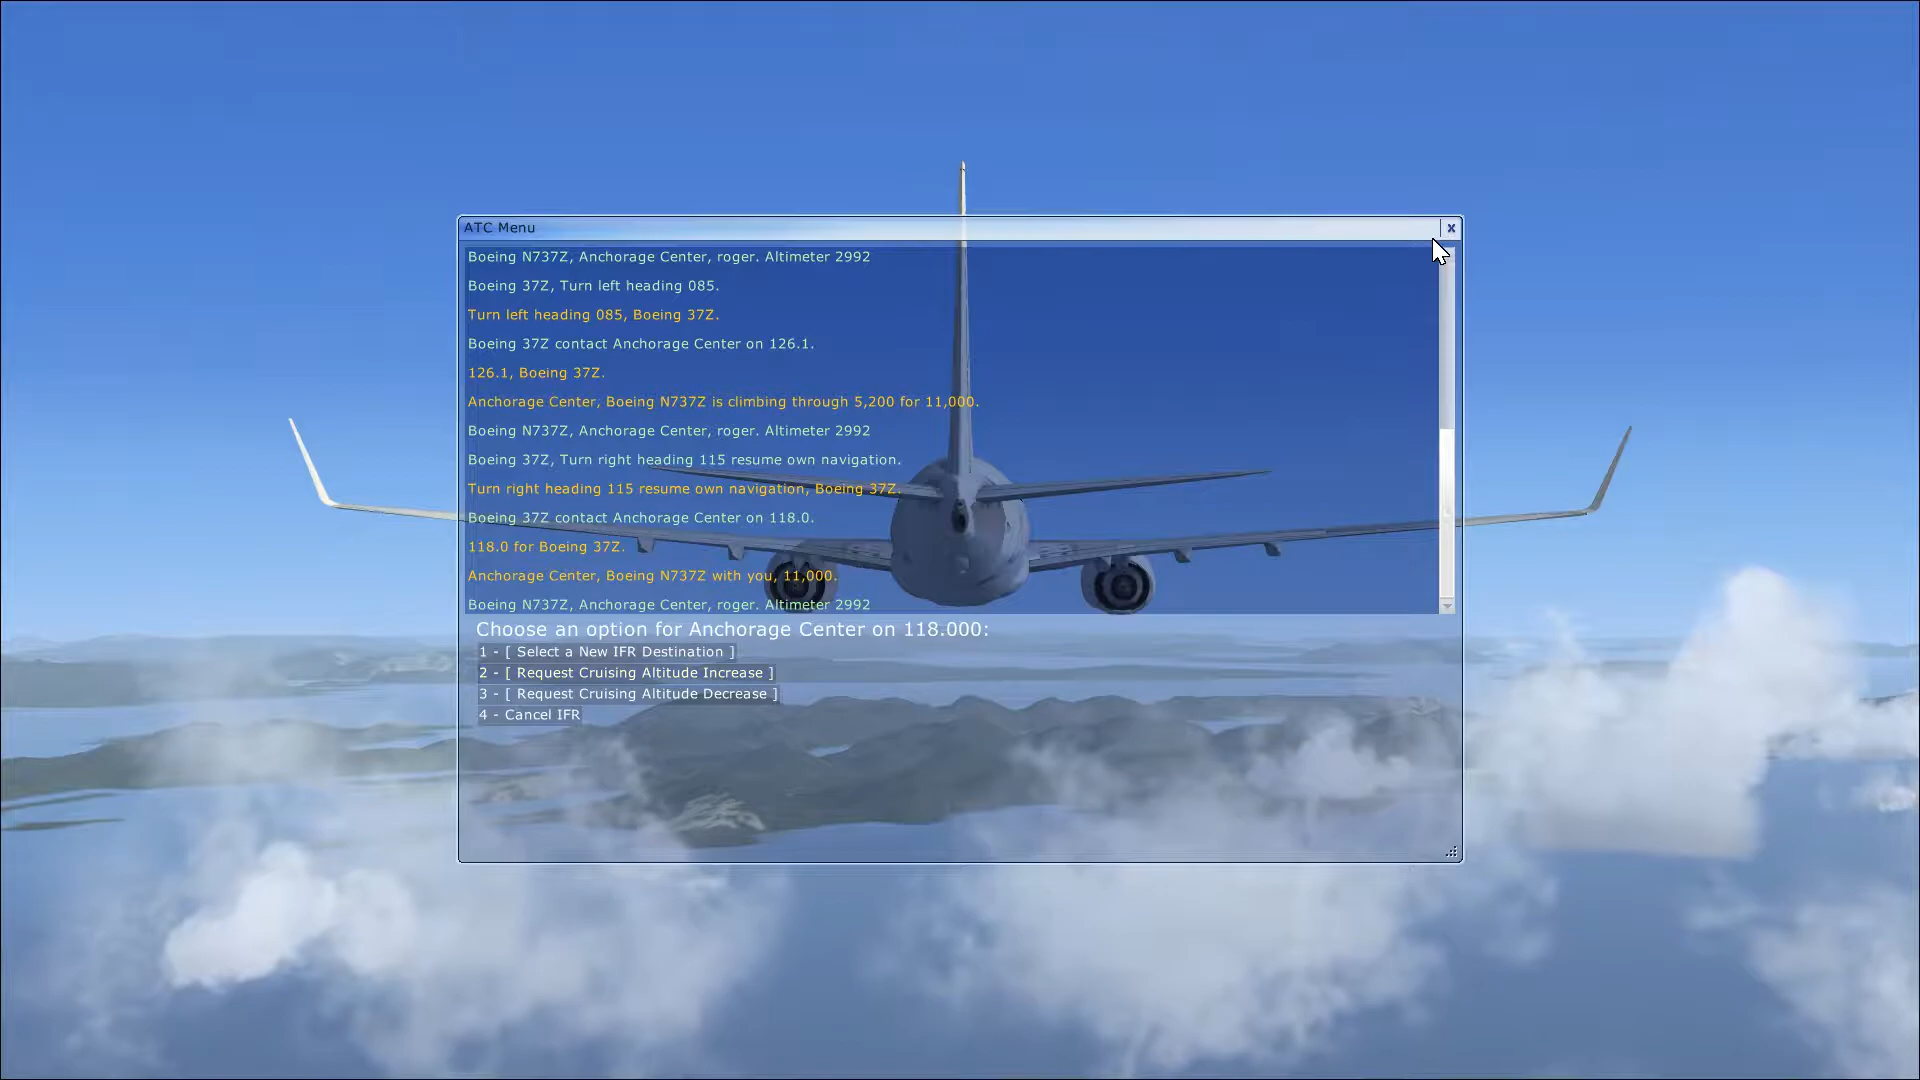 ATC Menu
x
Boeing N737Z, Anchorage Center, roger. Altimeter 2992
Boeing 37Z, Turn left heading 085.
Turn left heading 085, Boeing 37Z.
Boeing 37Z contact Anchorage Center on 126.1.
126.1, Boeing 37Z.
Anchorage Center, Boeing N737Z is climbing through 5,200 for 11,000.
Boeing N737Z, Anchorage Center, roger. Altimeter 2992
Boeing 37Z, Turn right heading 115 resume own navigation.
Turn right heading 115 resume own navigation, Boeing 37Z.
Boeing 37Z contact Anchorage Center on 118.0.
118.0 for Boeing 37Z.
Anchorage Center, Boeing N737Z with you, 11,000.
Boeing N737Z, Anchorage Center, roger. Altimeter 2992
Choose an option for Anchorage Center on 118.000:
1 - [ Select a New IFR Destination ]
2 - [ Request Cruising Altitude Increase ]
3 - [ Request Cruising Altitude Decrease ]
4 - Cancel IFR